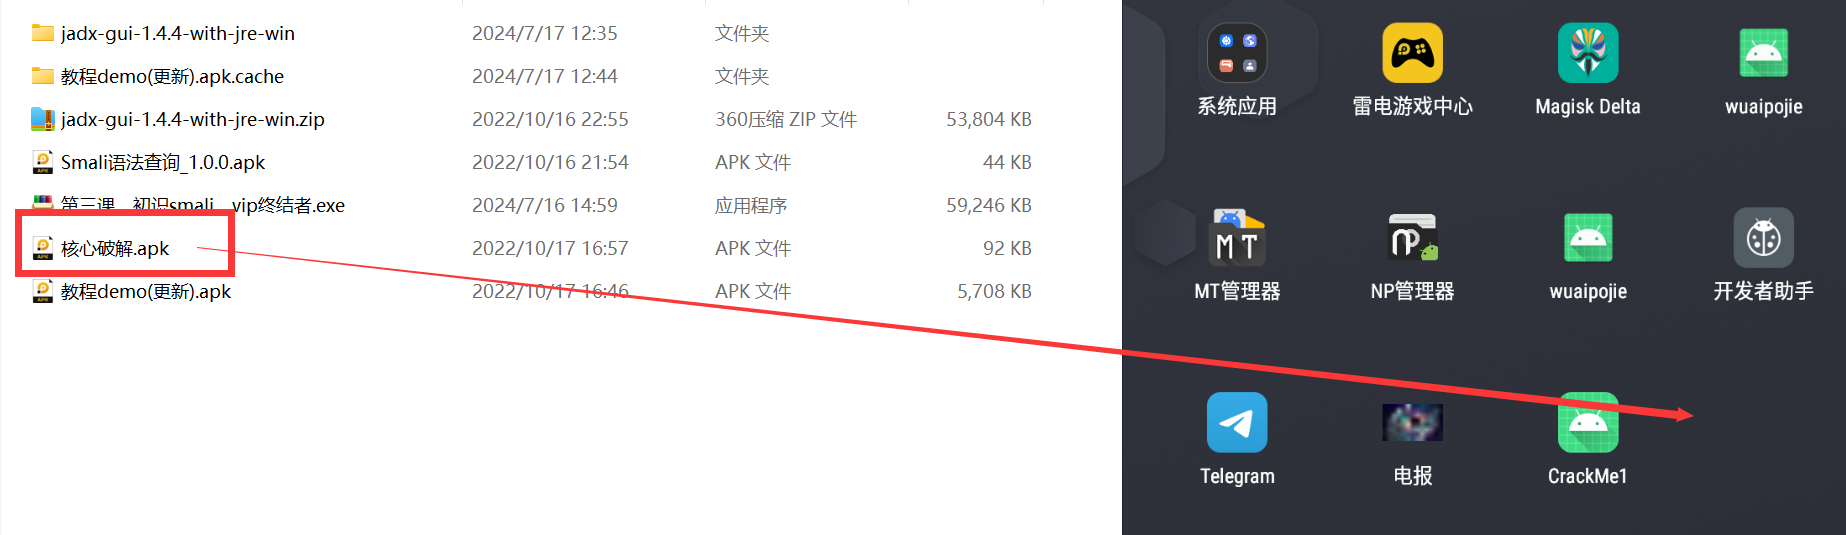 jadx-gui-1.4.4-with-jre-win 2024/7/17 12:35 文件夹
教程demo(更新).apk.cache 2024/7/17 12:44 文件夹
jadx-gui-1.4.4-with-jre-win.zip 2022/10/16 22:55 360压缩 ZIP 文件 53,804 KB
Smali语法查询_1.0.0.apk 2022/10/16 21:54 APK 文件 44 KB
第三课、初识smali、vip终结者.exe 2024/7/16 14:59 应用程序 59,246 KB
核心破解.apk 2022/10/17 16:57 APK 文件 92 KB
教程demo(更新).apk 2022/10/17 16:46 APK 文件 5,708 KB
系统应用 雷电游戏中心 Magisk Delta wuaipojie
MT
MT管理器 NP管理器 wuaipojie 开发者助手
Telegram 电报 CrackMe1